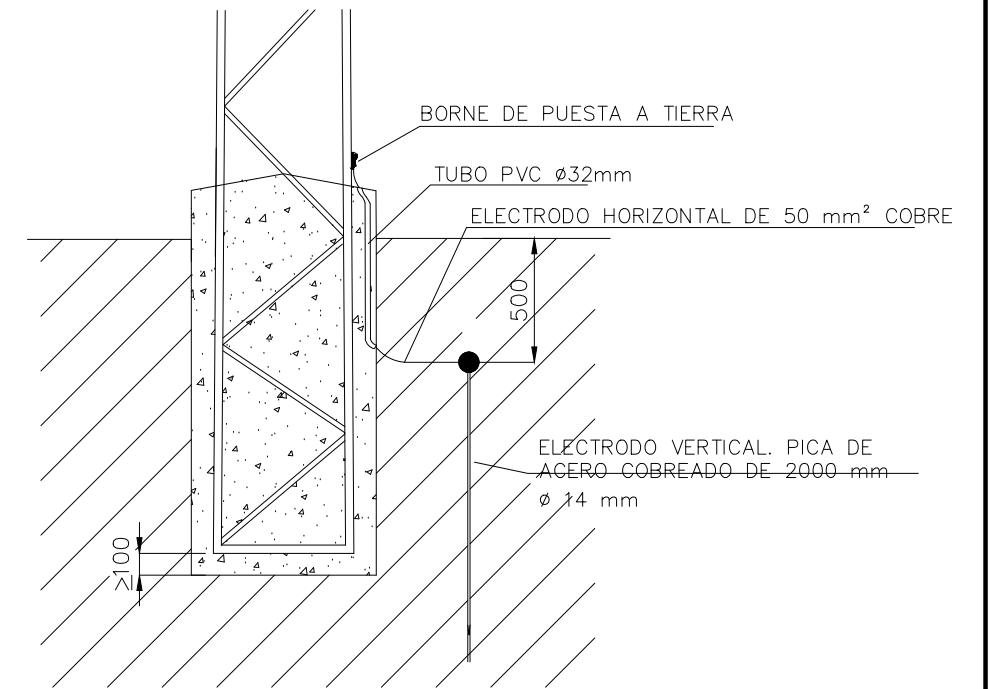 BORNE DE PUESTA A TIERRA
TUBO PVC ø32mm
ELECTRODO HORIZONTAL DE 50 mm² COBRE
500
ELECTRODO VERTICAL. PICA DE
ACERO COBREADO DE 2000 mm
ø 14 mm
≥100